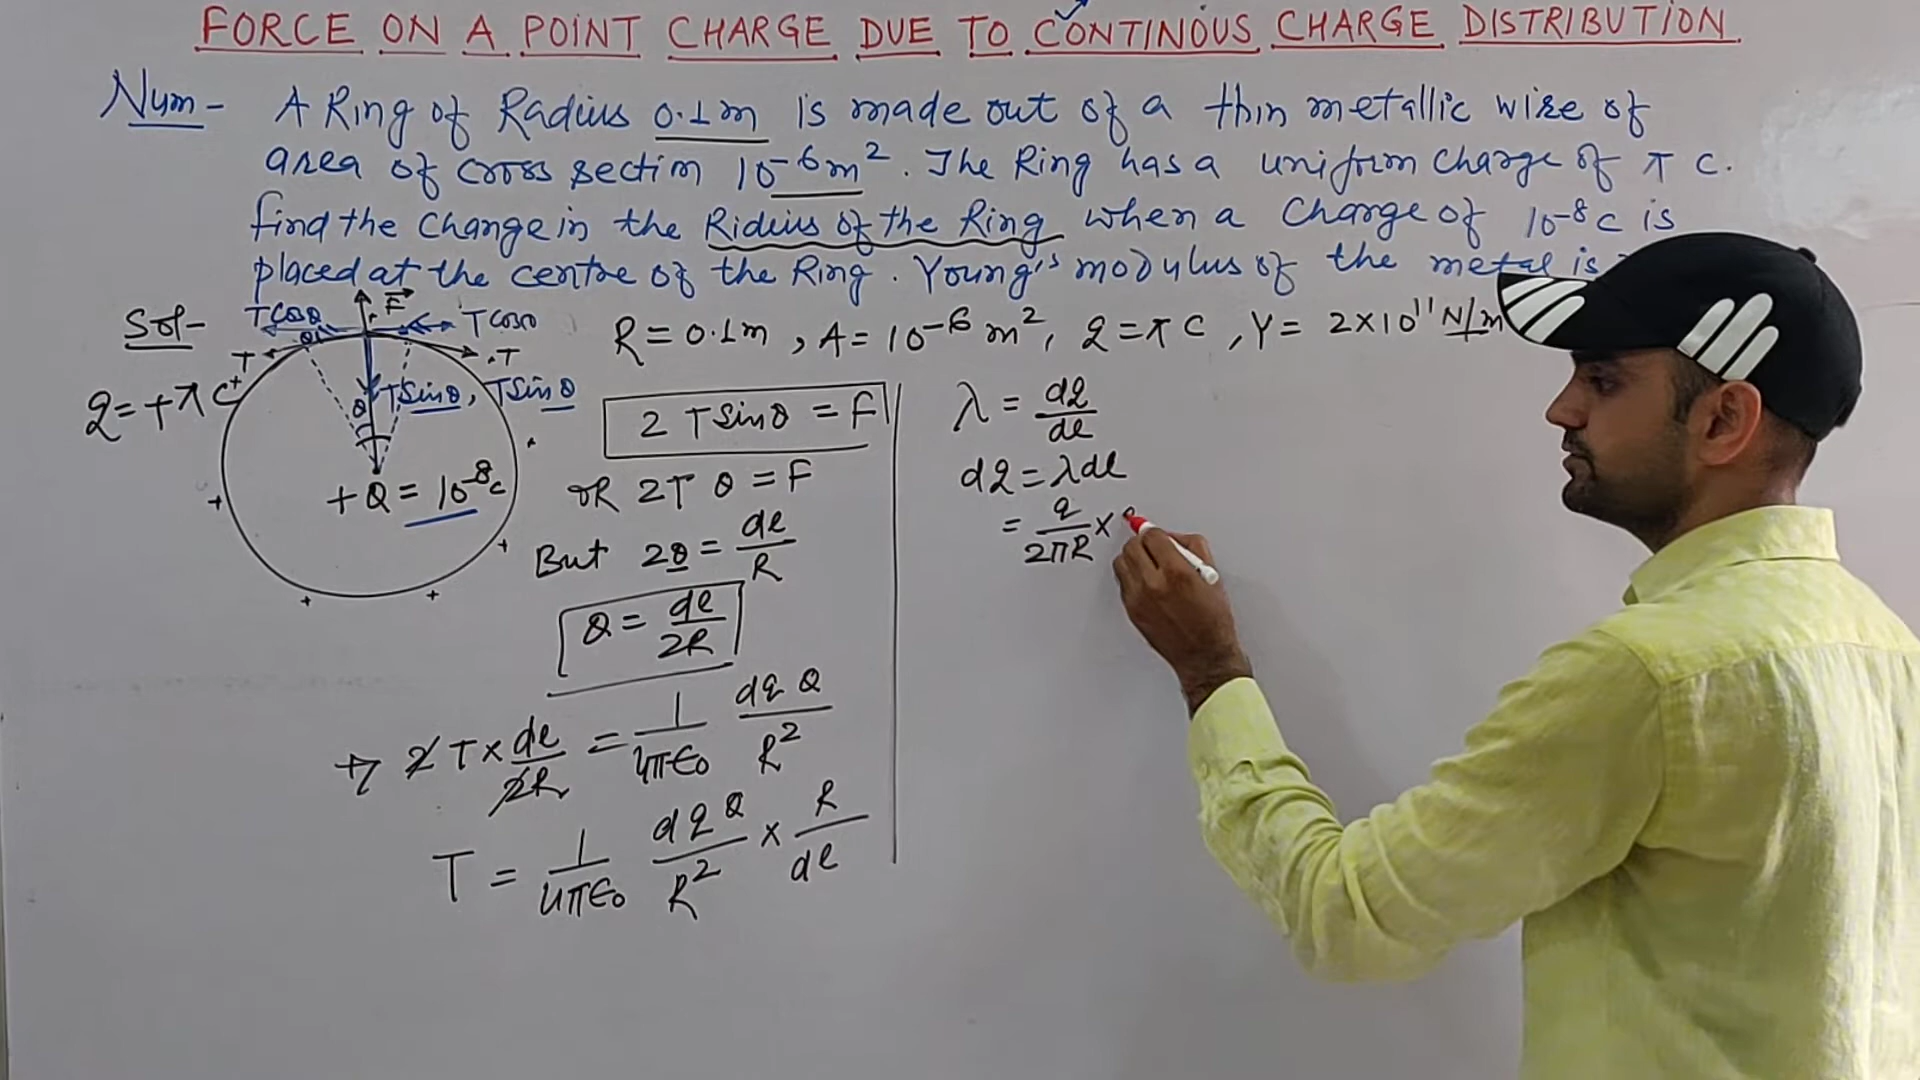 FORCE ON A POINT CHARGE DUE TO CONTINOUS CHARGE DISTRIBUTION
Num- A Ring of Radius 0.1m is made out of a thin metallic wire of
area of cross section 10⁻⁶m². The Ring has a uniform charge of π C.
find the change in the Ridius of the Ring when a charge of 10⁻⁸C is
placed at the centre of the Ring. Young's modulus of the metal is
Sol- R = 0.1m, A = 10⁻⁶ m², q = π C, Y = 2×10¹¹ N/m
F
Tcosθ Tcosθ
T T
θ
q = +π C
Tsinθ, Tsinθ
θ
+Q = 10⁻⁸C
2 T sinθ = F
OR 2T θ = F
But 2θ = dl/R
θ = dl/2R
⇒ 2 T × dl/2R = 1/4πϵ₀ dq Q/R²
T = 1/4πϵ₀ dq Q/R² × R/dl
λ = dq/dl
dq = λdl
= q/2πR ×